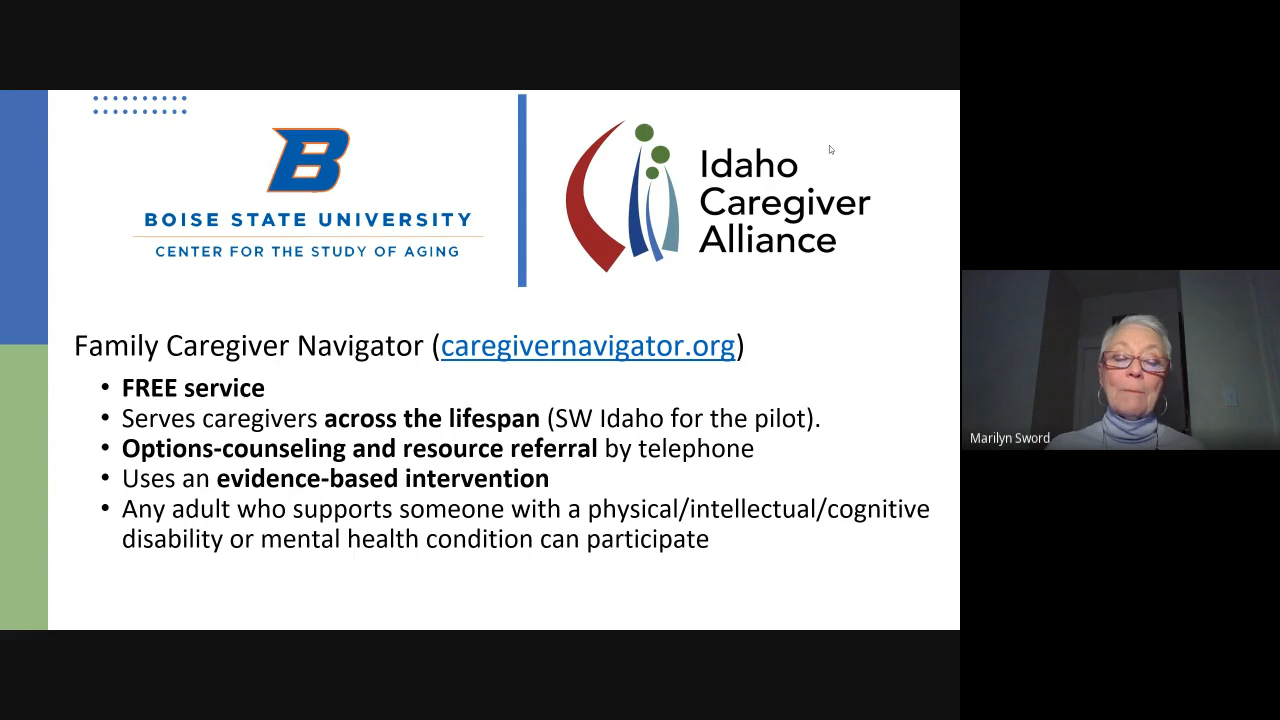 B
BOISE STATE UNIVERSITY
CENTER FOR THE STUDY OF AGING
Idaho
Caregiver
Alliance
Family Caregiver Navigator (caregivernavigator.org)
• FREE service
• Serves caregivers across the lifespan (SW Idaho for the pilot).
• Options-counseling and resource referral by telephone
• Uses an evidence-based intervention
• Any adult who supports someone with a physical/intellectual/cognitive
disability or mental health condition can participate
Marilyn Sword